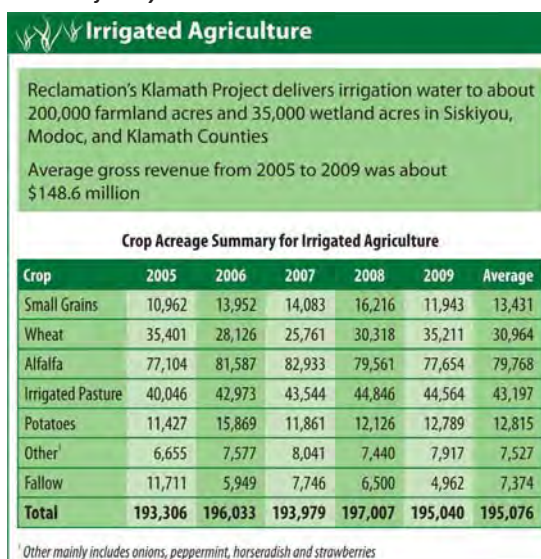 Irrigated Agriculture
Reclamation's Klamath Project delivers irrigation water to about
200,000 farmland acres and 35,000 wetland acres in Siskiyou,
Modoc, and Klamath Counties
Average gross revenue from 2005 to 2009 was about
$148.6 million
Crop Acreage Summary for Irrigated Agriculture
Crop 2005 2006 2007 2008 2009 Average
Small Grains 10,962 13,952 14,083 16,216 11,943 13,431
Wheat 35,401 28,126 25,761 30,318 35,211 30,964
Alfalfa 77,104 81,587 82,933 79,561 77,654 79,768
Irrigated Pasture 40,046 42,973 43,544 44,846 44,564 43,197
Potatoes 11,427 15,869 11,861 12,126 12,789 12,815
Other¹ 6,655 7,577 8,041 7,440 7,917 7,527
Fallow 11,711 5,949 7,746 6,500 4,962 7,374
Total 193,306 196,033 193,979 197,007 195,040 195,076
¹ Other mainly includes onions, peppermint, horseradish and strawberries